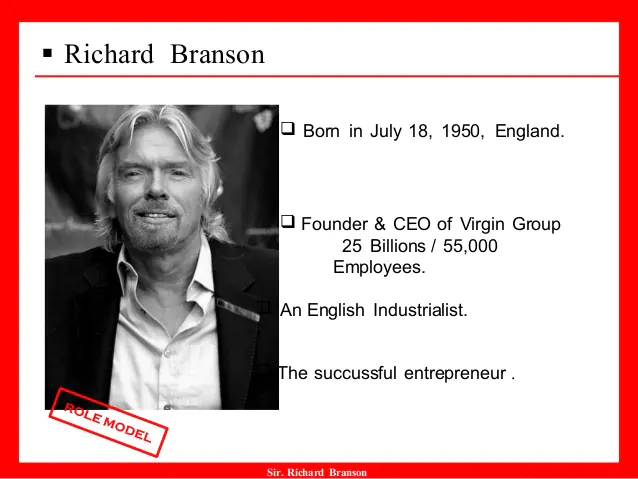 Richard Branson
Born in July 18, 1950, England.
Founder & CEO of Virgin Group
25 Billions / 55,000
Employees.
An English Industrialist.
The succussful entrepreneur .
ROLE MODEL
Sir. Richard Branson